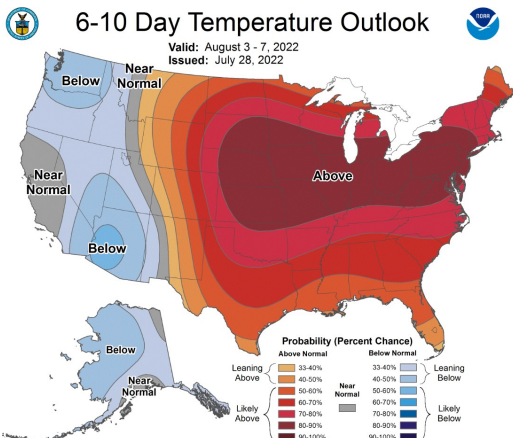 6-10 Day Temperature Outlook
NOAA
Valid: August 3 - 7, 2022
Issued: July 28, 2022
Near
Normal
Below
Near
Normal
Above
Below
Below
Near
Normal
Probability (Percent Chance)
Above Normal
Below Normal
Leaning
Above
33-40%
40-50%
Likely
Above
50-60%
60-70%
70-80%
80-90%
90-100%
Near
Normal
33-40%
40-50%
Leaning
Below
50-60%
60-70%
70-80%
80-90%
90-100%
Likely
Below